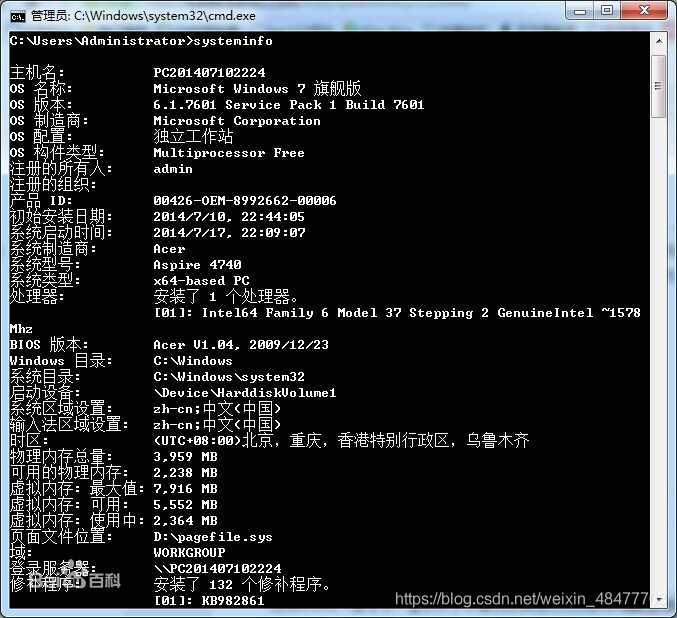 管理员: C:\Windows\system32\cmd.exe
C:\Users\Administrator>systeminfo
主机名: PC201407102224
OS 名称: Microsoft Windows 7 旗舰版
OS 版本: 6.1.7601 Service Pack 1 Build 7601
OS 制造商: Microsoft Corporation
OS 配置: 独立工作站
OS 构件类型: Multiprocessor Free
注册的所有人: admin
注册的组织:
产品 ID: 00426-OEM-8992662-00006
初始安装日期: 2014/7/10, 22:44:05
系统启动时间: 2014/7/17, 22:09:07
系统制造商: Acer
系统型号: Aspire 4740
系统类型: x64-based PC
处理器: 安装了 1 个处理器。
[01]: Intel64 Family 6 Model 37 Stepping 2 GenuineIntel ~1578
Mhz
BIOS 版本: Acer V1.04, 2009/12/23
Windows 目录: C:\Windows
系统目录: C:\Windows\system32
启动设备: \Device\HarddiskVolume1
系统区域设置: zh-cn;中文(中国)
输入法区域设置: zh-cn;中文(中国)
时区: (UTC+08:00)北京，重庆，香港特别行政区，乌鲁木齐
物理内存总量: 3,959 MB
可用的物理内存: 2,238 MB
虚拟内存: 最大值: 7,916 MB
虚拟内存: 可用: 5,552 MB
虚拟内存: 使用中: 2,364 MB
页面文件位置: D:\pagefile.sys
域: WORKGROUP
登录服务器: \\PC201407102224
修补程序: 安装了 132 个修补程序。
[01]: KB982861
Bai百科
https://blog.csdn.net/weixin_48477